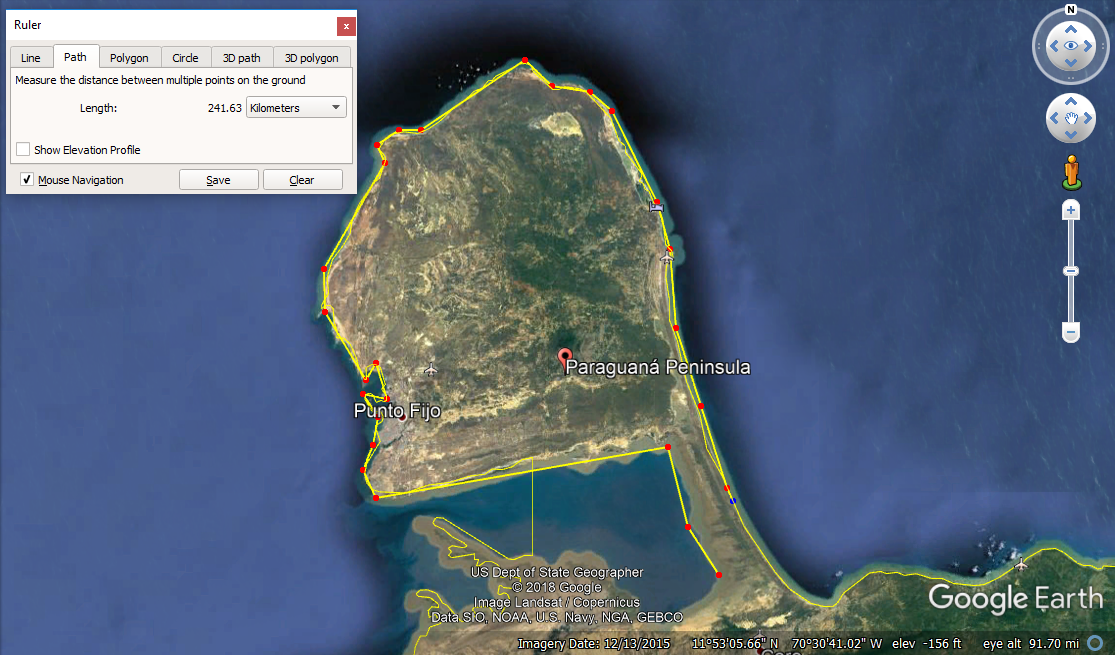 Ruler
x
Line Path Polygon Circle 3D path 3D polygon
Measure the distance between multiple points on the ground
Length: 241.63 Kilometers
Show Elevation Profile
Mouse Navigation Save Clear
N
Paraguaná Peninsula
Punto Fijo
US Dept of State Geographer
© 2018 Google
Image Landsat / Copernicus
Data SIO, NOAA, U.S. Navy, NGA, GEBCO
Google Earth
Imagery Date: 12/13/2015 11°53'05.66" N 70°30'41.02" W elev -156 ft eye alt 91.70 mi